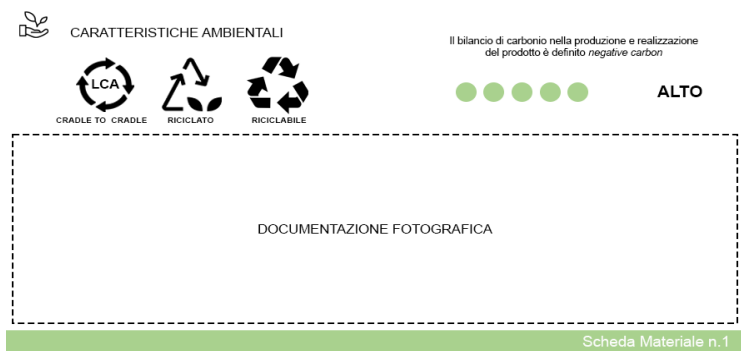 CARATTERISTICHE AMBIENTALI
Il bilancio di carbonio nella produzione e realizzazione
del prodotto è definito negative carbon
LCA
CRADLE TO CRADLE
RICICLATO
RICICLABILE
ALTO
DOCUMENTAZIONE FOTOGRAFICA
Scheda Materiale n.1